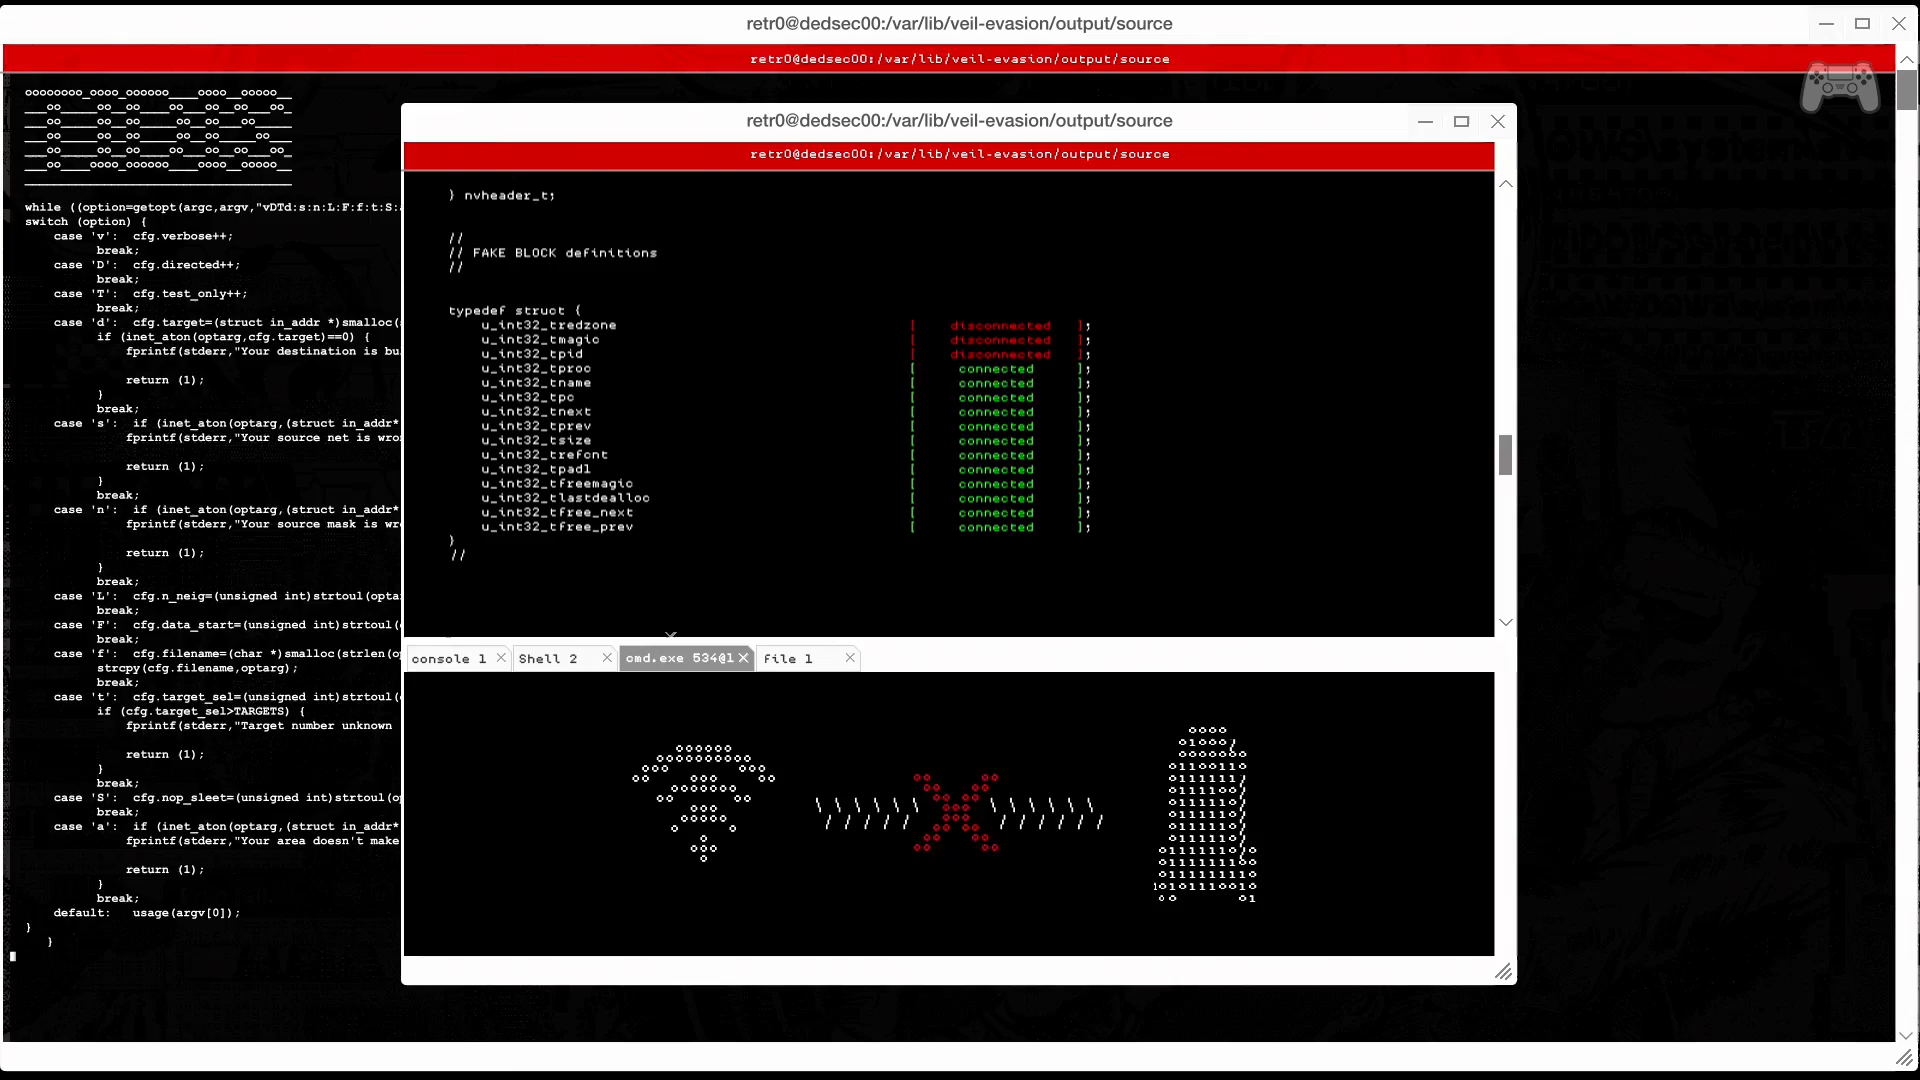 retr0@dedsec00:/var/lib/veil-evasion/output/source
retr0@dedsec00:/var/lib/veil-evasion/output/source
while ((option=getopt(argc,argv,"vDTd:s:n:L:F:f:t:S:
switch (option) {
case 'v': cfg.verbose++;
break;
case 'D': cfg.directed++;
break;
case 'T': cfg.test_only++;
break;
case 'd': cfg.target=(struct in_addr *)smalloc(
if (inet_aton(optarg,cfg.target)==0) {
fprintf(stderr,"Your destination is bu
return (1);
}
break;
case 's': if (inet_aton(optarg,(struct in_addr*
fprintf(stderr,"Your source net is wro
return (1);
}
break;
case 'n': if (inet_aton(optarg,(struct in_addr*
fprintf(stderr,"Your source mask is wr
return (1);
}
break;
case 'L': cfg.n_neig=(unsigned int)strtoul(opta
break;
case 'F': cfg.data_start=(unsigned int)strtoul(
break;
case 'f': cfg.filename=(char *)smalloc(strlen(o
strcpy(cfg.filename,optarg);
break;
case 't': cfg.target_sel=(unsigned int)strtoul(
if (cfg.target_sel>TARGETS) {
fprintf(stderr,"Target number unknown
return (1);
}
break;
case 'S': cfg.nop_sleet=(unsigned int)strtoul(o
break;
case 'a': if (inet_aton(optarg,(struct in_addr*
fprintf(stderr,"Your area doesn't make
return (1);
}
break;
default: usage(argv[0]);
}
}
retr0@dedsec00:/var/lib/veil-evasion/output/source
retr0@dedsec00:/var/lib/veil-evasion/output/source
} nvheader_t;
//
// FAKE BLOCK definitions
//
typedef struct {
u_int32_tredzone [ disconnected ];
u_int32_tmagic [ disconnected ];
u_int32_tpid [ disconnected ];
u_int32_tproc [ connected ];
u_int32_tname [ connected ];
u_int32_tpc [ connected ];
u_int32_tnext [ connected ];
u_int32_tprev [ connected ];
u_int32_tsize [ connected ];
u_int32_trefcnt [ connected ];
u_int32_tpad1 [ connected ];
u_int32_tfreemagic [ connected ];
u_int32_tlastdealloc [ connected ];
u_int32_tfree_next [ connected ];
u_int32_tfree_prev [ connected ];
}
//
console 1 Shell 2 cmd.exe 534@1 File 1